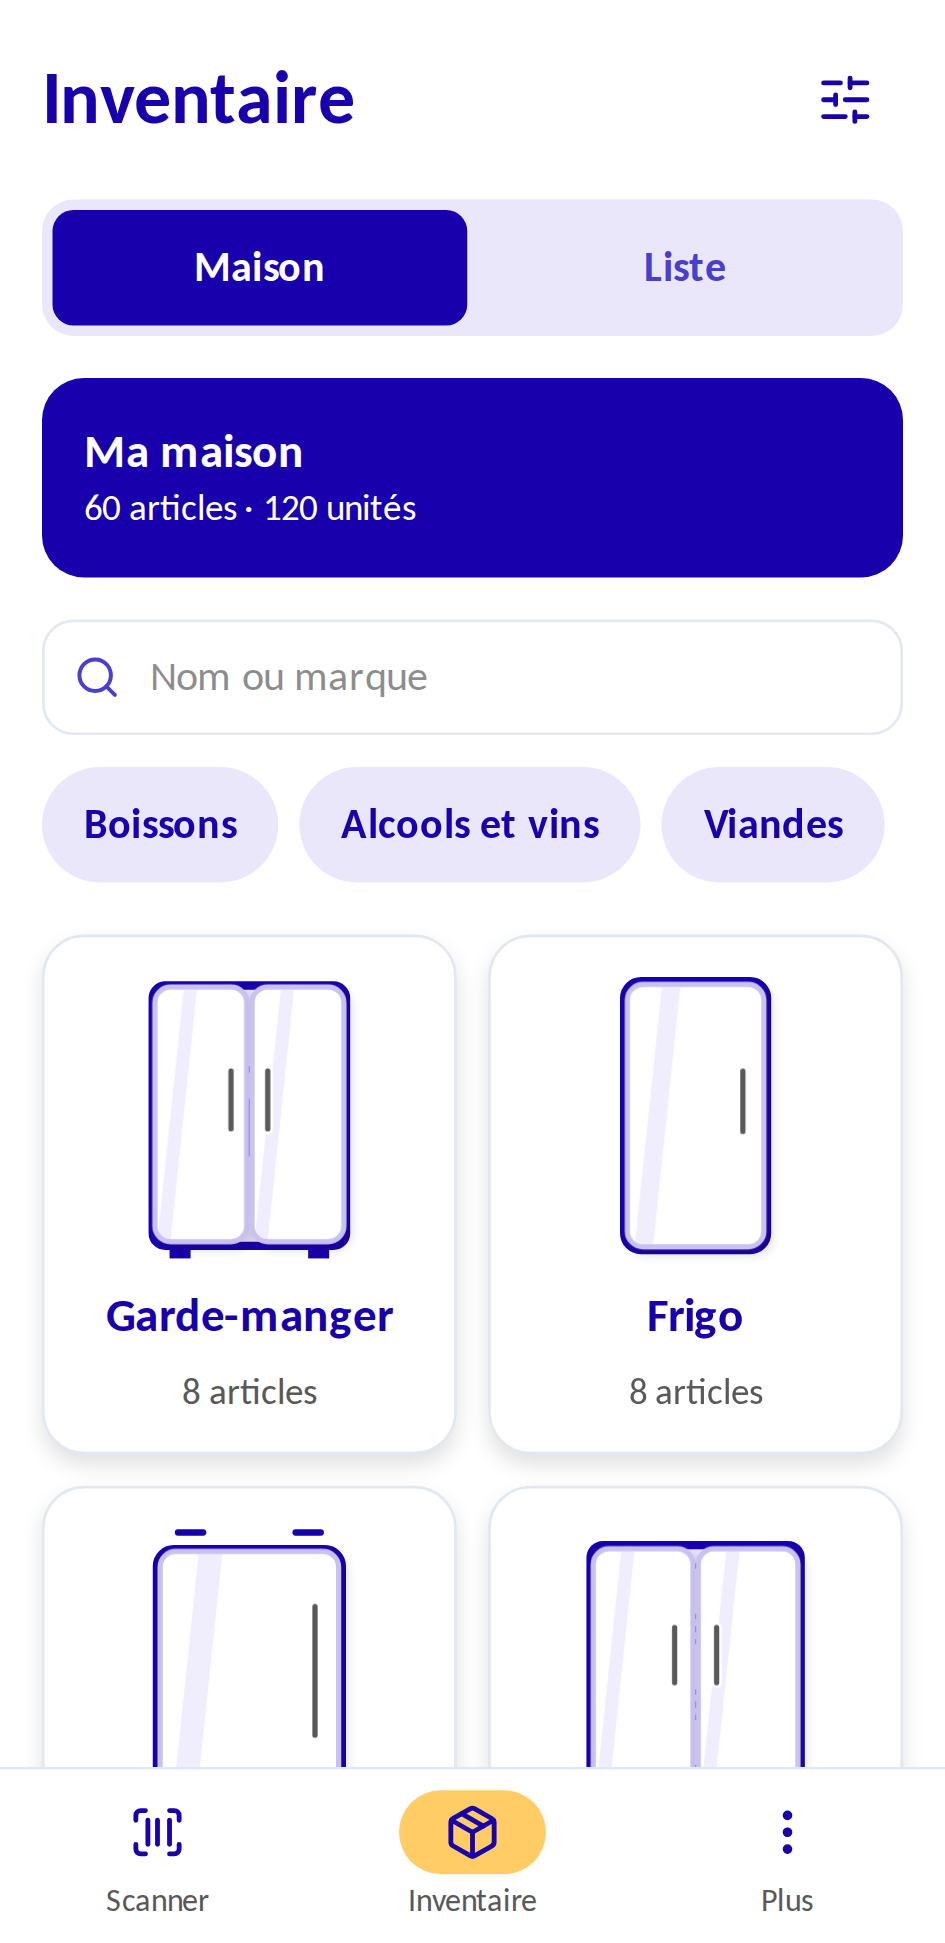 Inventaire
Maison
Liste
Ma maison
60 articles · 120 unités
Nom ou marque
Boissons
Alcools et vins
Viandes
Garde-manger
8 articles
Frigo
8 articles
Scanner
Inventaire
Plus